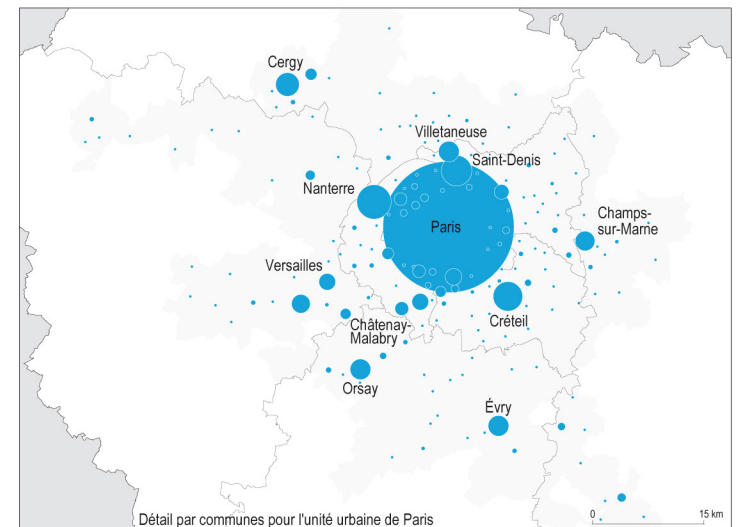 Cergy
Villetaneuse
Saint-Denis
Nanterre
Paris
Champs-
sur-Marne
Versailles
Créteil
Châtenay-
Malabry
Orsay
Évry
0 15 km
Détail par communes pour l'unité urbaine de Paris